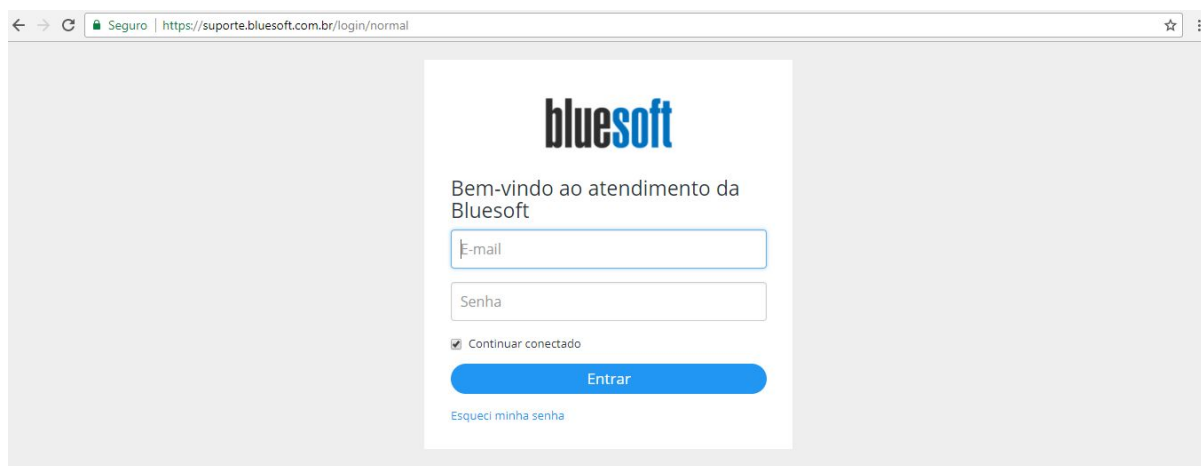 Seguro | https://suporte.bluesoft.com.br/login/normal
bluesoft
Bem-vindo ao atendimento da
Bluesoft
E-mail
Senha
Continuar conectado
Entrar
Esqueci minha senha